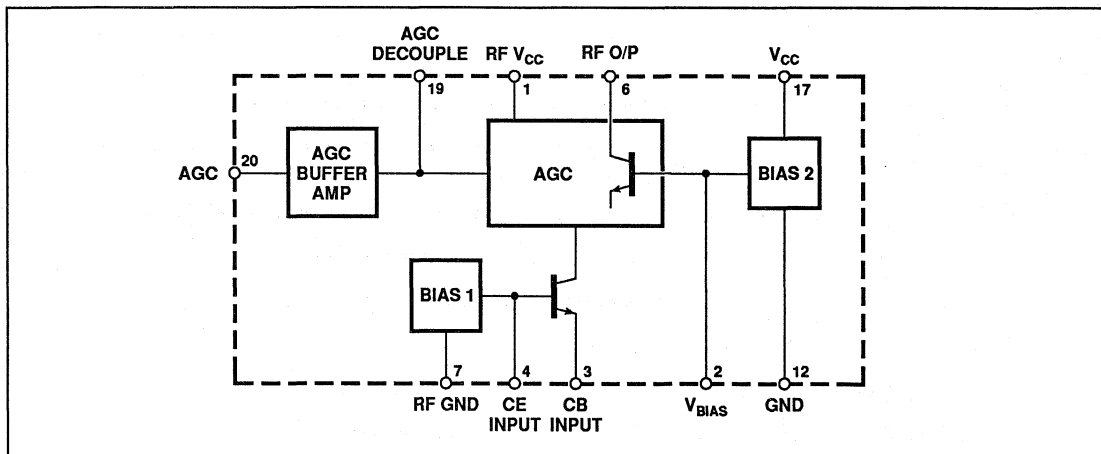 AGC
DECOUPLE
RF VCC
RF O/P
VCC
19
1
6
17
AGC
20
AGC
BUFFER
AMP
AGC
BIAS 2
BIAS 1
7
4
3
2
12
RF GND
CE
INPUT
CB
INPUT
VBIAS
GND